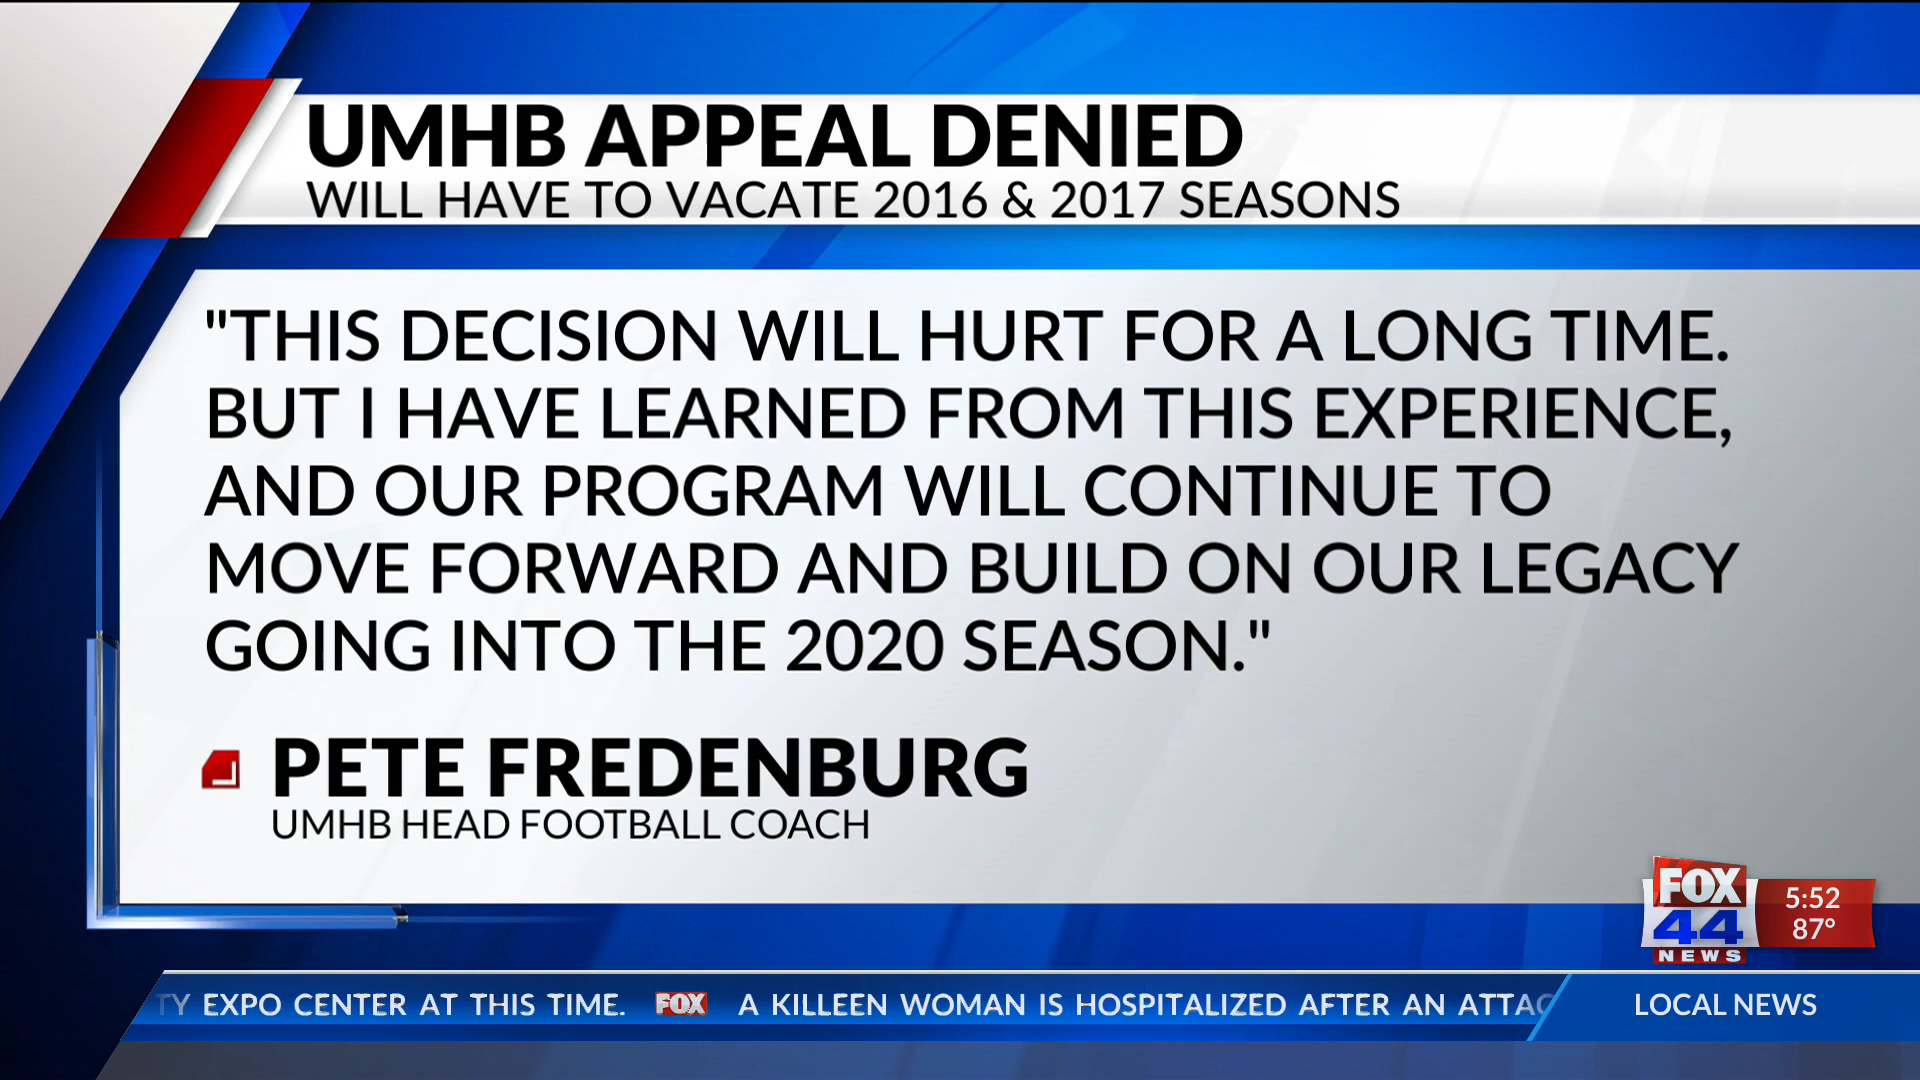 UMHB APPEAL DENIED
WILL HAVE TO VACATE 2016 & 2017 SEASONS
"THIS DECISION WILL HURT FOR A LONG TIME.
BUT I HAVE LEARNED FROM THIS EXPERIENCE,
AND OUR PROGRAM WILL CONTINUE TO
MOVE FORWARD AND BUILD ON OUR LEGACY
GOING INTO THE 2020 SEASON."
PETE FREDENBURG
UMHB HEAD FOOTBALL COACH
FOX
44
NEWS
5:52
87°
TY EXPO CENTER AT THIS TIME. FOX A KILLEEN WOMAN IS HOSPITALIZED AFTER AN ATTAC
LOCAL NEWS